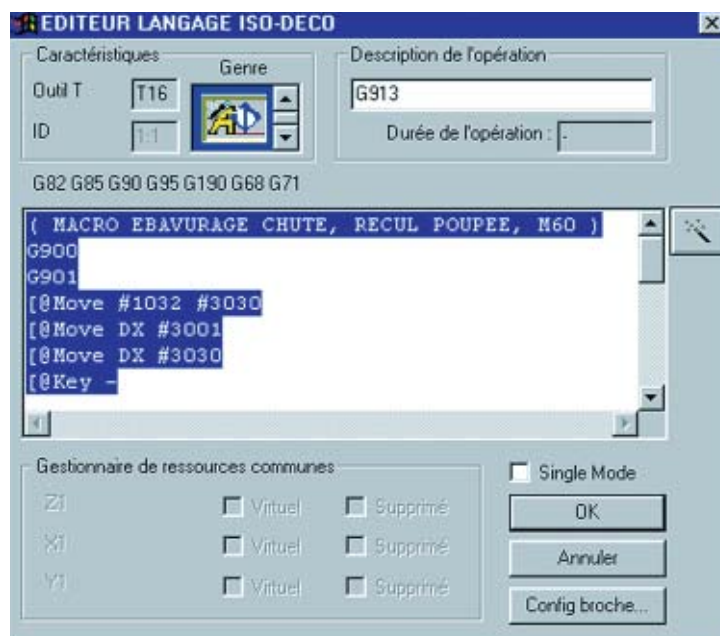 EDITEUR LANGAGE ISO-DECO
Caractéristiques
Genre
Outil T
T16
ID
1:1
Description de l'opération
G913
Durée de l'opération : -
G82 G85 G90 G95 G190 G68 G71
( MACRO EBAVURAGE CHUTE, RECUL POUPEE, M60 )
G900
G901
[@Move #1032 #3030
[@Move DX #3001
[@Move DX #3030
[@Key -
Gestionnaire de ressources communes
Z1 Virtuel Supprimé
X1 Virtuel Supprimé
Y1 Virtuel Supprimé
Single Mode
OK
Annuler
Config broche...